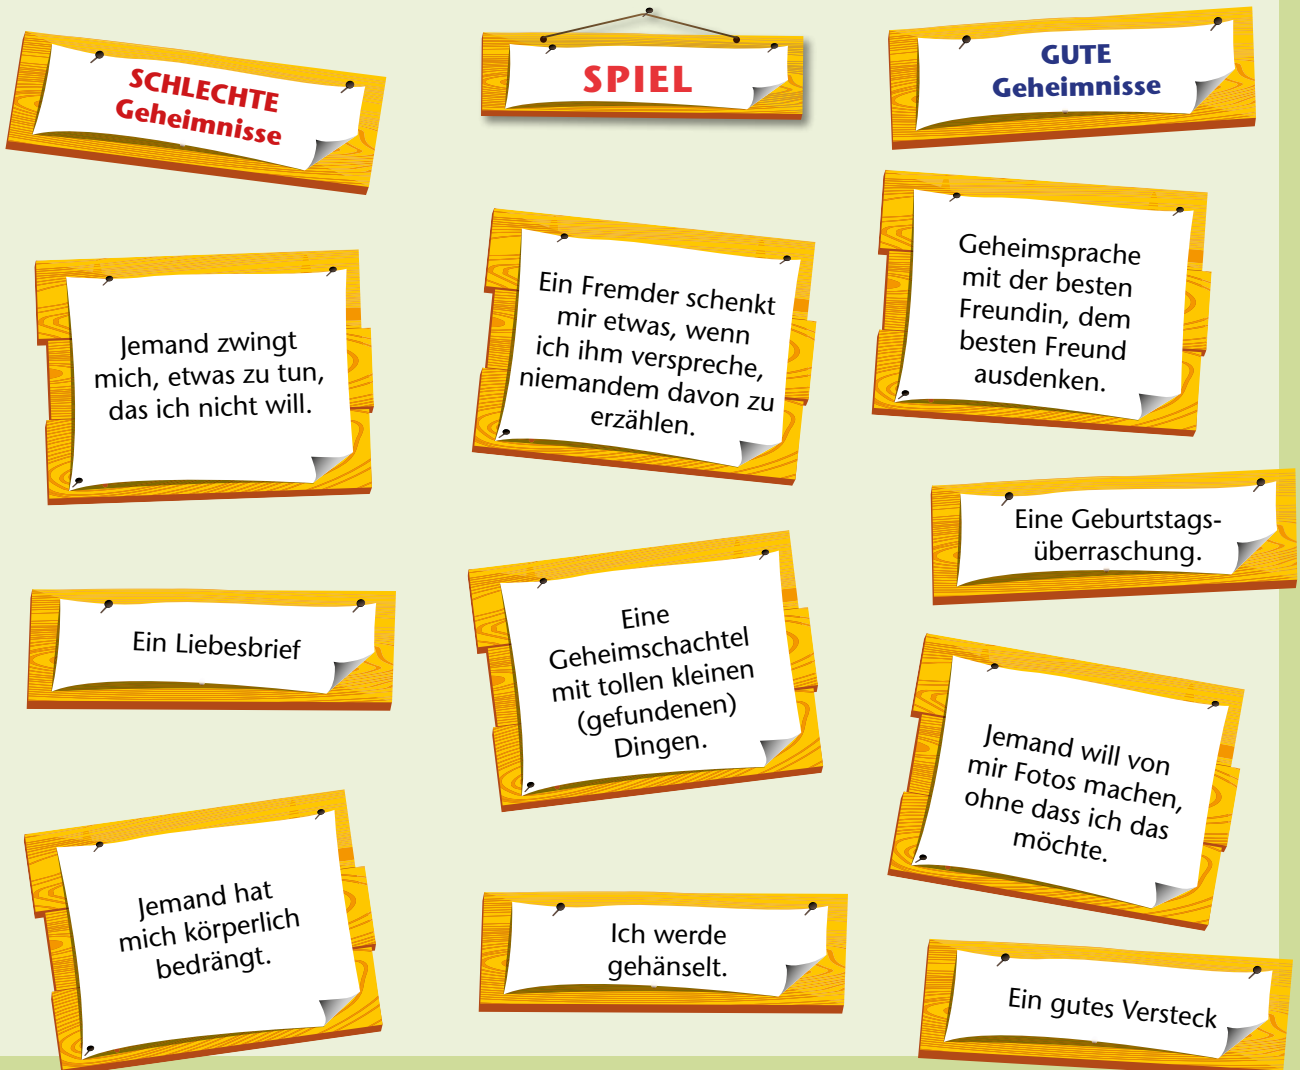 SCHLECHTE
Geheimnisse
SPIEL
GUTE
Geheimnisse
Jemand zwingt
mich, etwas zu tun,
das ich nicht will.
Ein Fremder schenkt
mir etwas, wenn
ich ihm verspreche,
niemandem davon zu
erzählen.
Geheimsprache
mit der besten
Freundin, dem
besten Freund
ausdenken.
Eine Geburtstags-
überraschung.
Ein Liebesbrief
Eine
Geheimschachtel
mit tollen kleinen
(gefundenen)
Dingen.
Jemand will von
mir Fotos machen,
ohne dass ich das
möchte.
Jemand hat
mich körperlich
bedrängt.
Ich werde
gehänselt.
Ein gutes Versteck